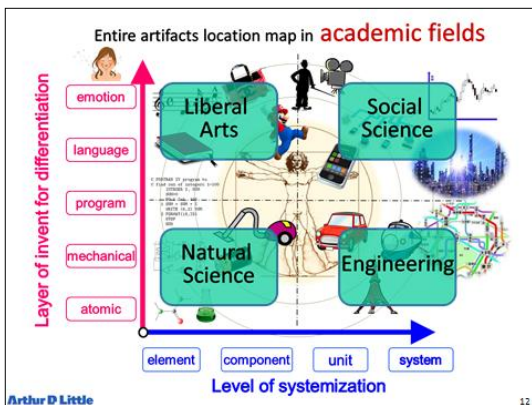 Entire artifacts location map in academic fields
Layer of invent for differentiation
emotion
language
program
mechanical
atomic
Liberal
Arts
Social
Science
Natural
Science
Engineering
element
component
unit
system
Level of systemization
Arthur D Little
12